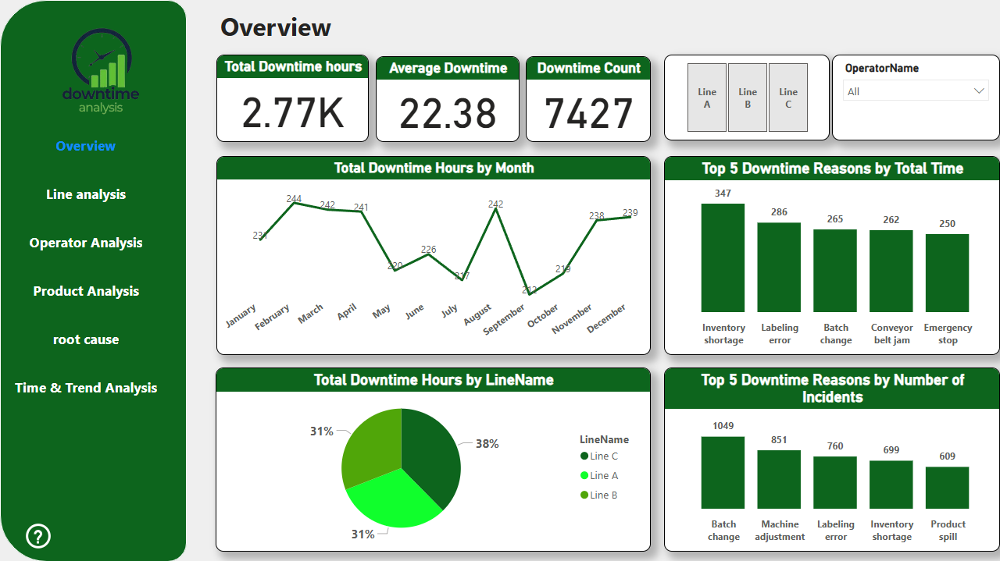 Overview
downtime
analysis
Overview
Line analysis
Operator Analysis
Product Analysis
root cause
Time & Trend Analysis
?
Total Downtime hours
2.77K
Average Downtime
22.38
Downtime Count
7427
Line
A
Line
B
Line
C
OperatorName
All
Total Downtime Hours by Month
231
244
242
241
220
226
217
242
212
219
238
239
January
February
March
April
May
June
July
August
September
October
November
December
Top 5 Downtime Reasons by Total Time
347
286
265
262
250
Inventory
shortage
Labeling
error
Batch
change
Conveyor
belt jam
Emergency
stop
Total Downtime Hours by LineName
31%
38%
31%
LineName
Line C
Line A
Line B
Top 5 Downtime Reasons by Number of
Incidents
1049
851
760
699
609
Batch
change
Machine
adjustment
Labeling
error
Inventory
shortage
Product
spill